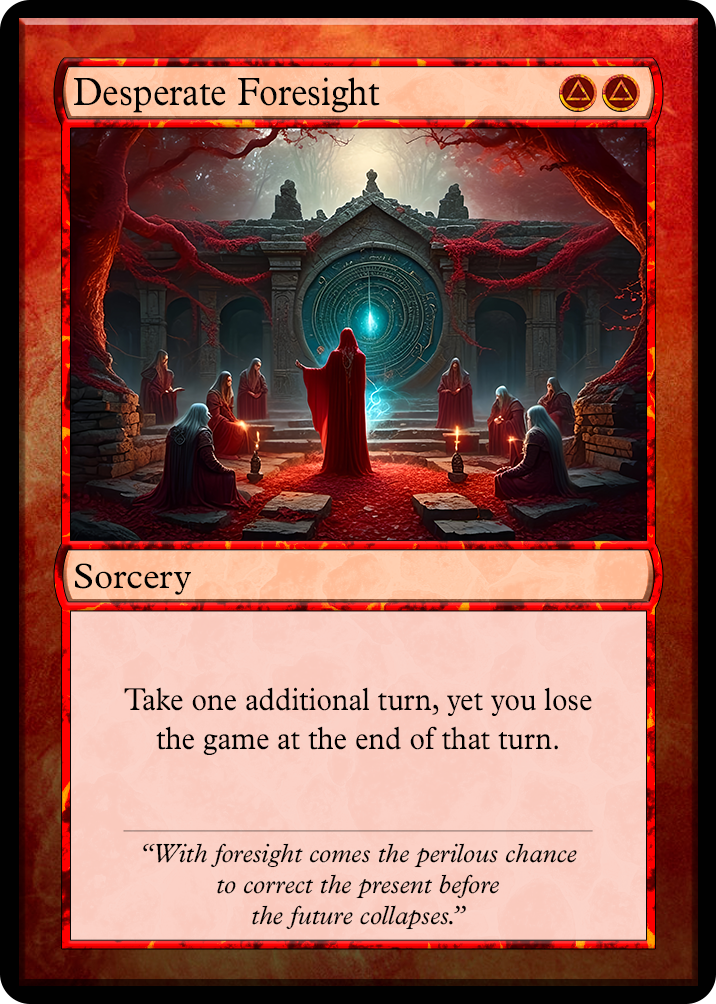 Desperate Foresight
Sorcery
Take one additional turn, yet you lose
the game at the end of that turn.
“With foresight comes the perilous chance
to correct the present before
the future collapses.”